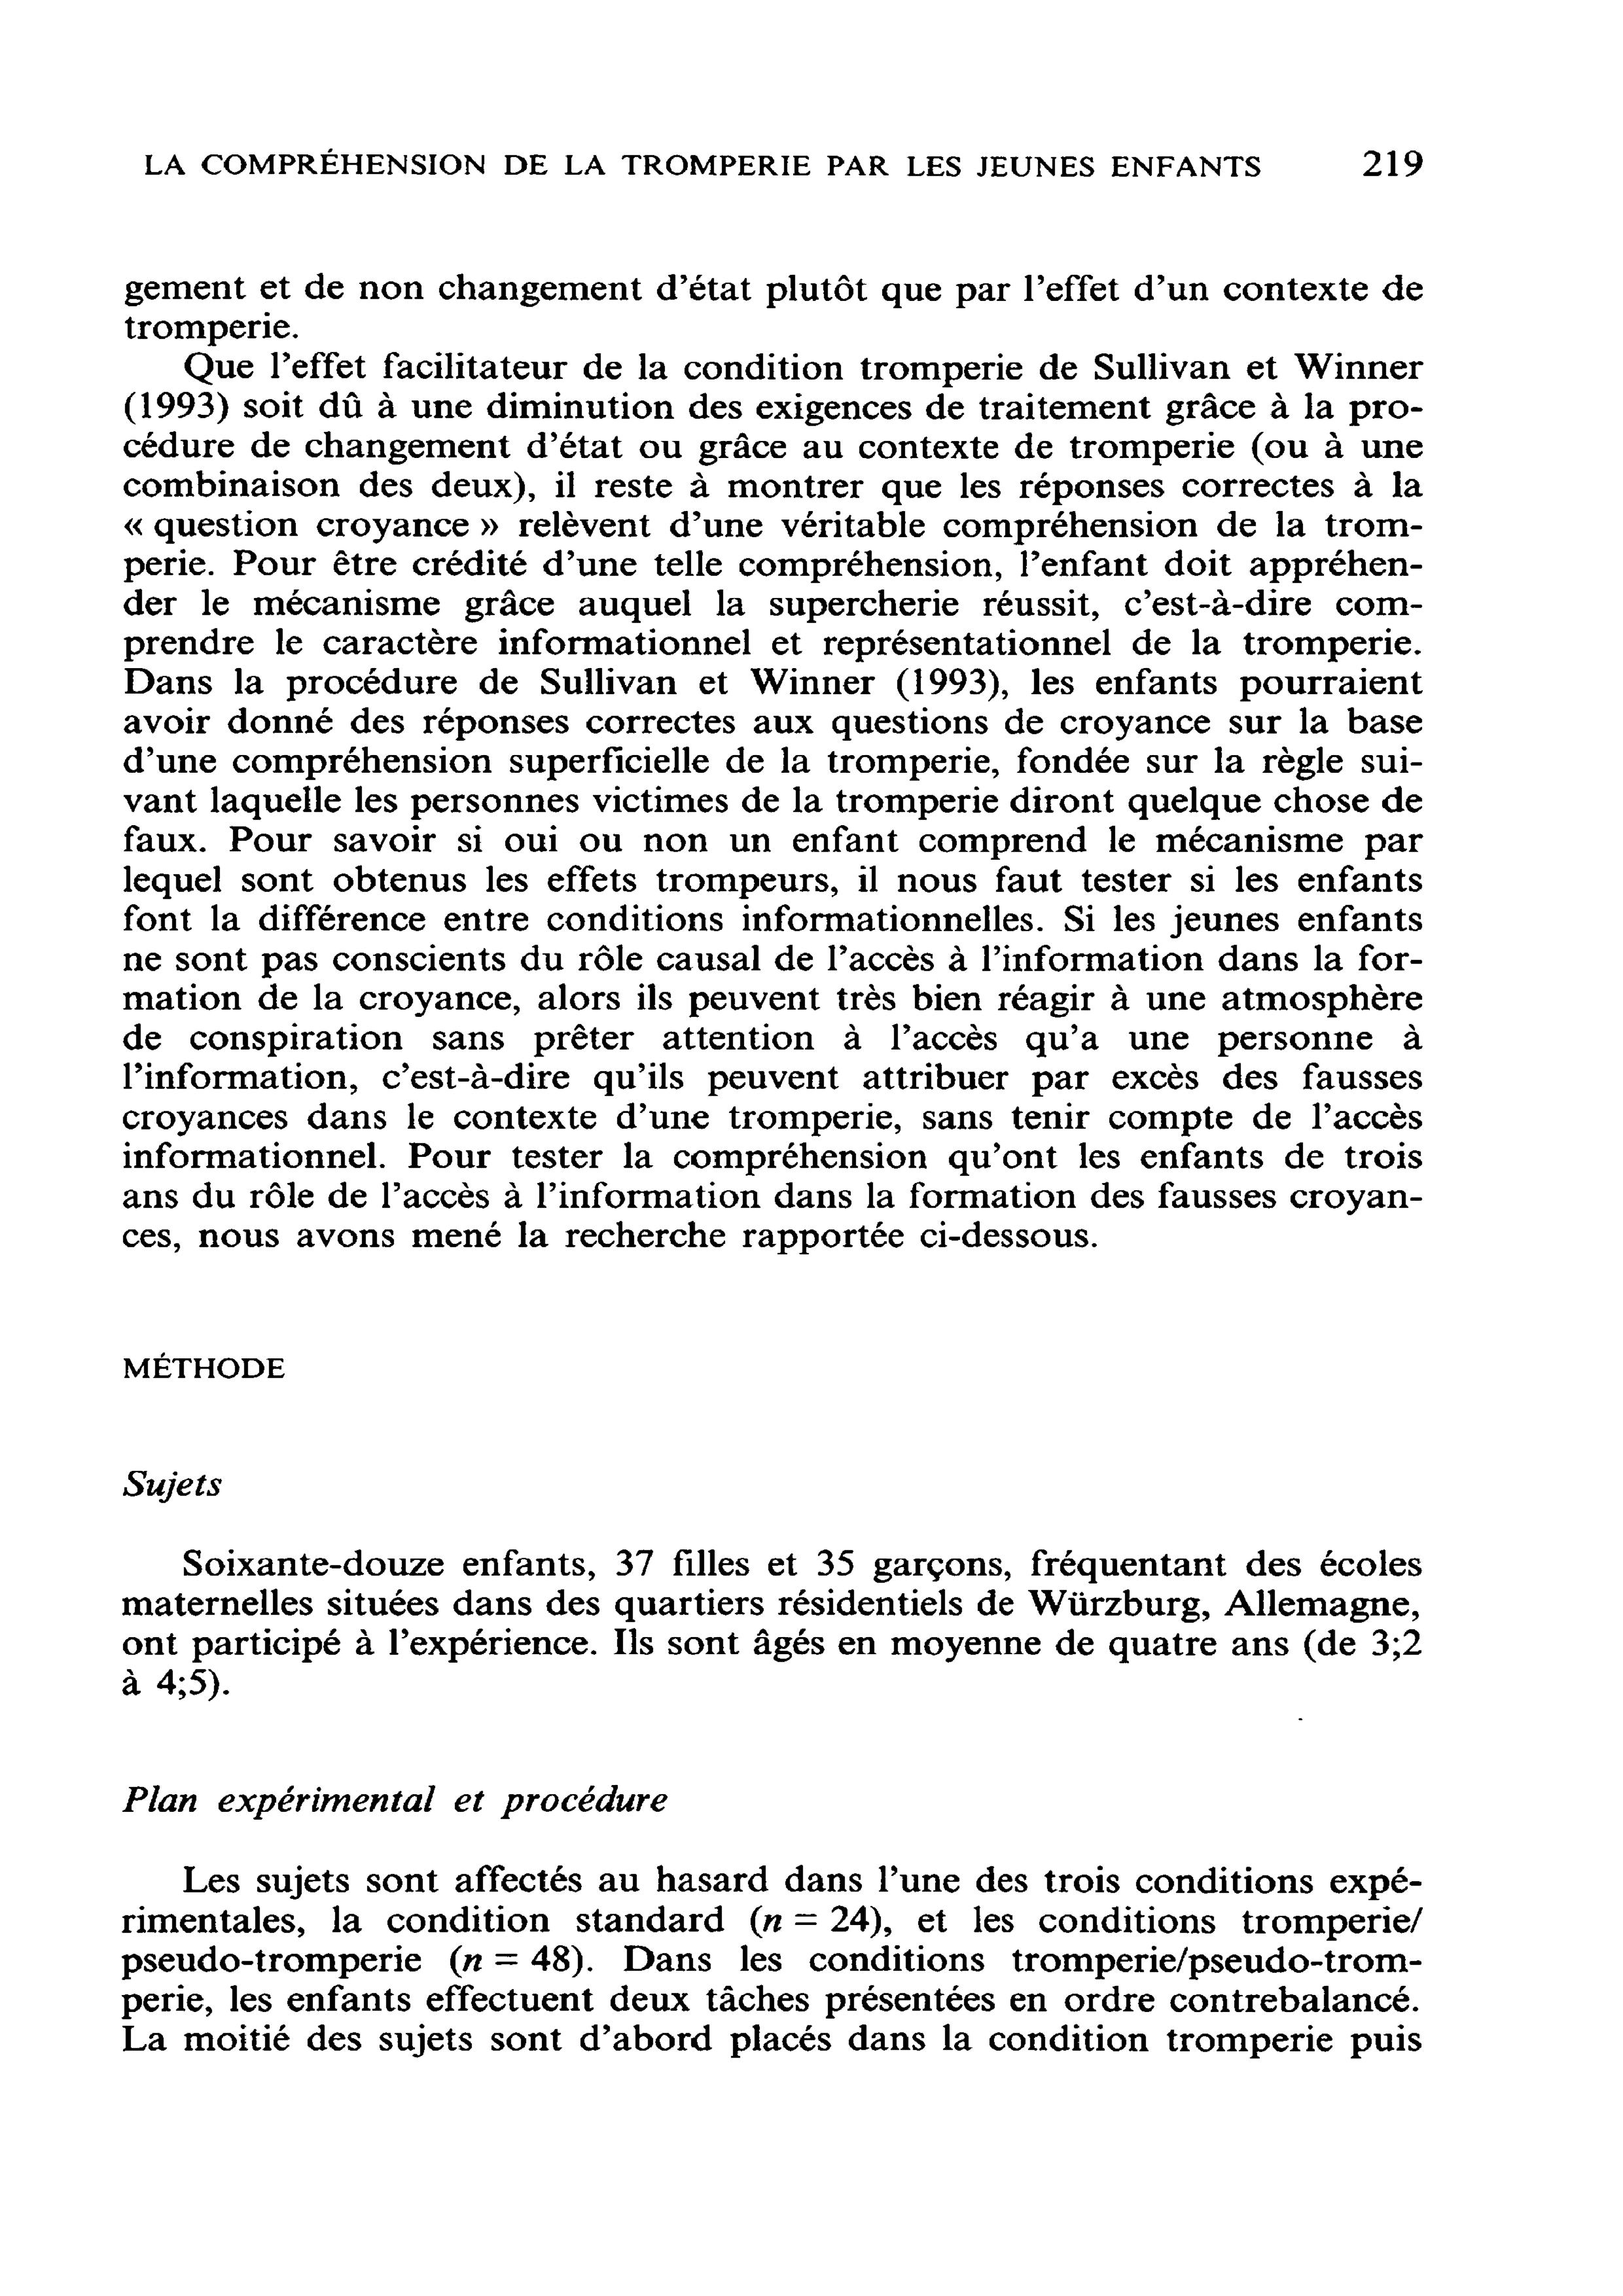 LA COMPRÉHENSION DE LA TROMPERIE PAR LES JEUNES ENFANTS 219
gement et de non changement d'état plutôt que par l'effet d'un contexte de
tromperie.
Que l'effet facilitateur de la condition tromperie de Sullivan et Winner
(1993) soit dû à une diminution des exigences de traitement grâce à la pro-
cédure de changement d'état ou grâce au contexte de tromperie (ou à une
combinaison des deux), il reste à montrer que les réponses correctes à la
« question croyance » relèvent d'une véritable compréhension de la trom-
perie. Pour être crédité d'une telle compréhension, l'enfant doit appréhen-
der le mécanisme grâce auquel la supercherie réussit, c'est-à-dire com-
prendre le caractère informationnel et représentationnel de la tromperie.
Dans la procédure de Sullivan et Winner (1993), les enfants pourraient
avoir donné des réponses correctes aux questions de croyance sur la base
d'une compréhension superficielle de la tromperie, fondée sur la règle sui-
vant laquelle les personnes victimes de la tromperie diront quelque chose de
faux. Pour savoir si oui ou non un enfant comprend le mécanisme par
lequel sont obtenus les effets trompeurs, il nous faut tester si les enfants
font la différence entre conditions informationnelles. Si les jeunes enfants
ne sont pas conscients du rôle causal de l'accès à l'information dans la for-
mation de la croyance, alors ils peuvent très bien réagir à une atmosphère
de conspiration sans prêter attention à l'accès qu'a une personne à
l'information, c'est-à-dire qu'ils peuvent attribuer par excès des fausses
croyances dans le contexte d'une tromperie, sans tenir compte de l'accès
informationnel. Pour tester la compréhension qu'ont les enfants de trois
ans du rôle de l'accès à l'information dans la formation des fausses croyan-
ces, nous avons mené la recherche rapportée ci-dessous.
MÉTHODE
Sujets
Soixante-douze enfants, 37 filles et 35 garçons, fréquentant des écoles
maternelles situées dans des quartiers résidentiels de Würzburg, Allemagne,
ont participé à l'expérience. Ils sont âgés en moyenne de quatre ans (de 3;2
à 4;5).
Plan expérimental et procédure
Les sujets sont affectés au hasard dans l'une des trois conditions expé-
rimentales, la condition standard (n = 24), et les conditions tromperie/
pseudo-tromperie (n = 48). Dans les conditions tromperie/pseudo-trom-
perie, les enfants effectuent deux tâches présentées en ordre contrebalancé.
La moitié des sujets sont d'abord placés dans la condition tromperie puis